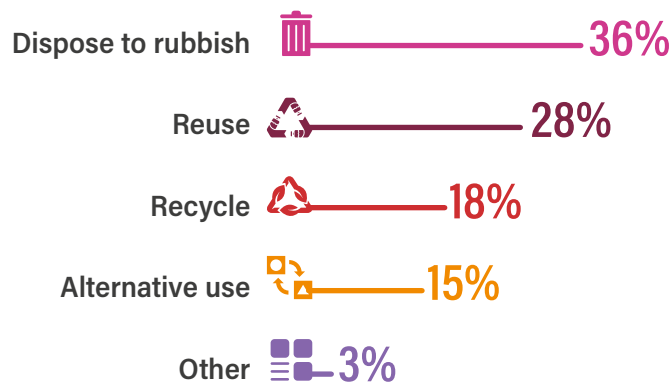 Dispose to rubbish 36%
Reuse 28%
Recycle 18%
Alternative use 15%
Other 3%